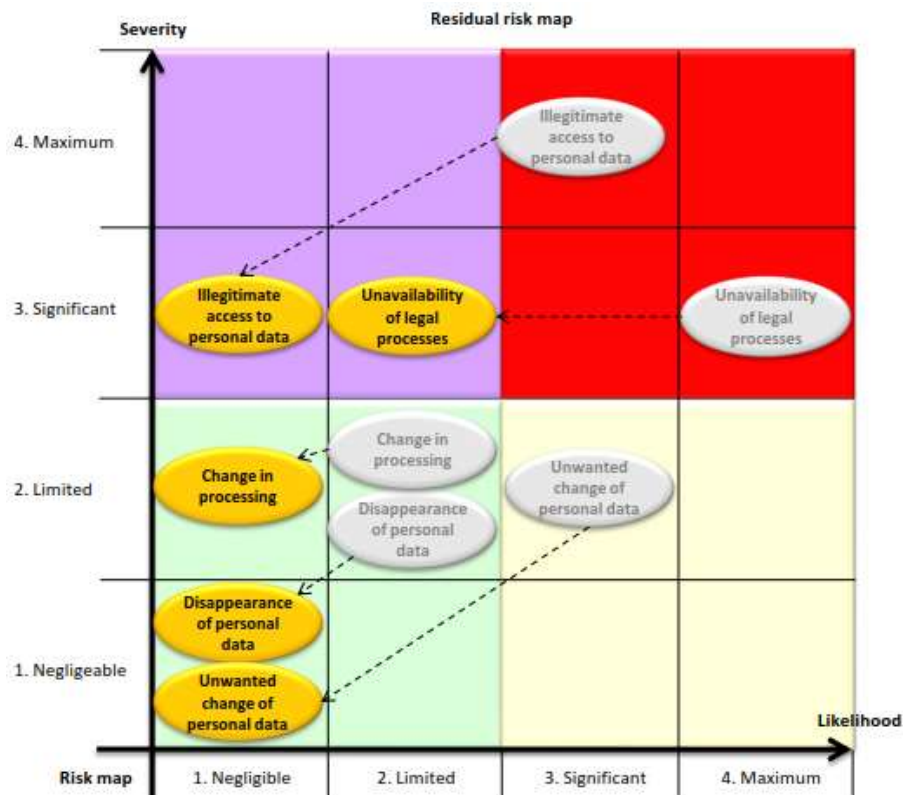 Residual risk map
Severity
4. Maximum
Illegitimate
access to
personal data
3. Significant
Illegitimate
access to
personal data
Unavailability
of legal
processes
Unavailability
of legal
processes
2. Limited
Change in
processing
Change in
processing
Disappearance
of personal
data
Unwanted
change of
personal data
1. Negligeable
Disappearance
of personal
data
Unwanted
change of
personal data
Likelihood
Risk map
1. Negligible
2. Limited
3. Significant
4. Maximum